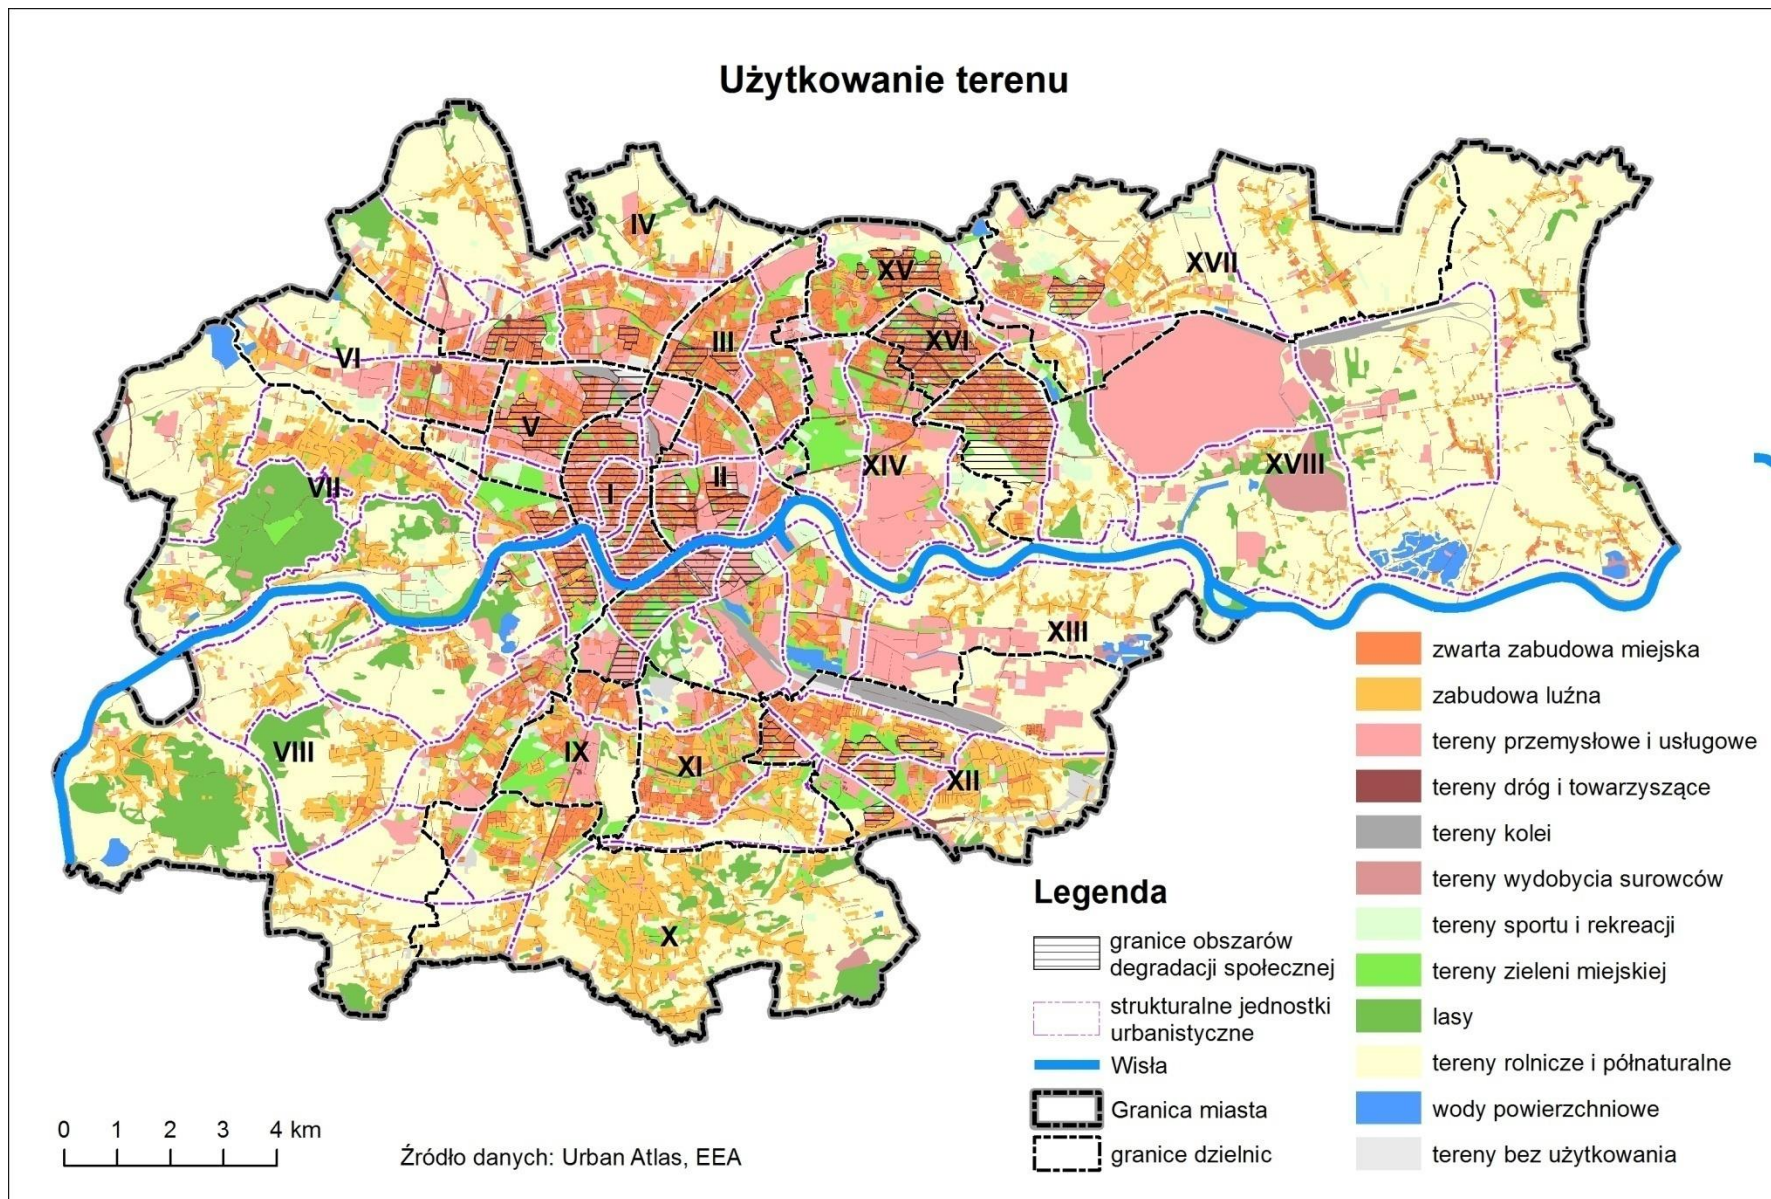 Użytkowanie terenu
IV
XV
XVII
III
XVI
VI
V
XIV
XVIII
VII
I
II
XIII
VIII
IX
XI
XII
X
Legenda
granice obszarów
degradacji społecznej
strukturalne jednostki
urbanistyczne
Wisła
Granica miasta
granice dzielnic
zwarta zabudowa miejska
zabudowa luźna
tereny przemysłowe i usługowe
tereny dróg i towarzyszące
tereny kolei
tereny wydobycia surowców
tereny sportu i rekreacji
tereny zieleni miejskiej
lasy
tereny rolnicze i półnaturalne
wody powierzchniowe
tereny bez użytkowania
0 1 2 3 4 km
Źródło danych: Urban Atlas, EEA